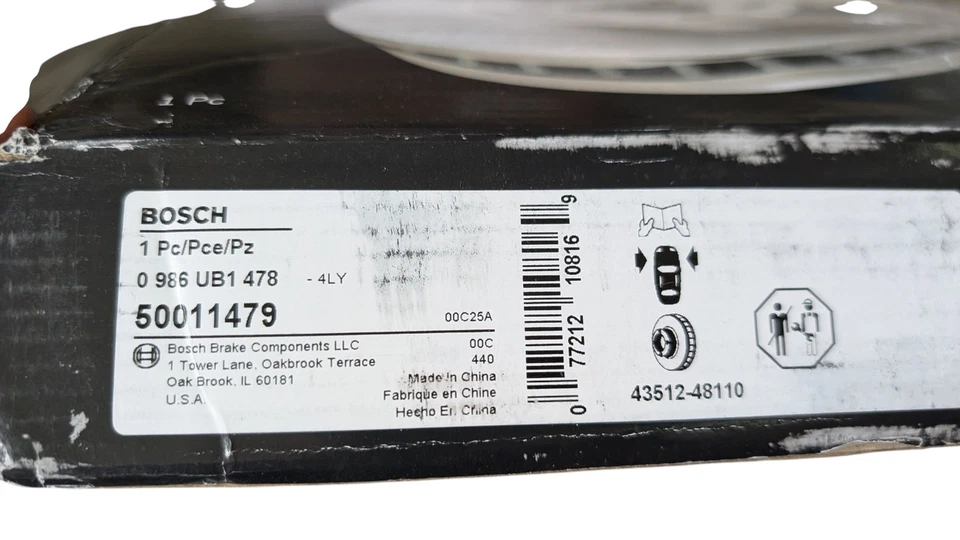 1 Pc
BOSCH
1 Pc/Pce/Pz
0 986 UB1 478 - 4LY
50011479
00C25A
Bosch Brake Components LLC
1 Tower Lane, Oakbrook Terrace
Oak Brook, IL 60181
U.S.A.
00C
440
Made in China
Fabriqué en Chine
Hecho En China
0 77212 10816 9
43512-48110